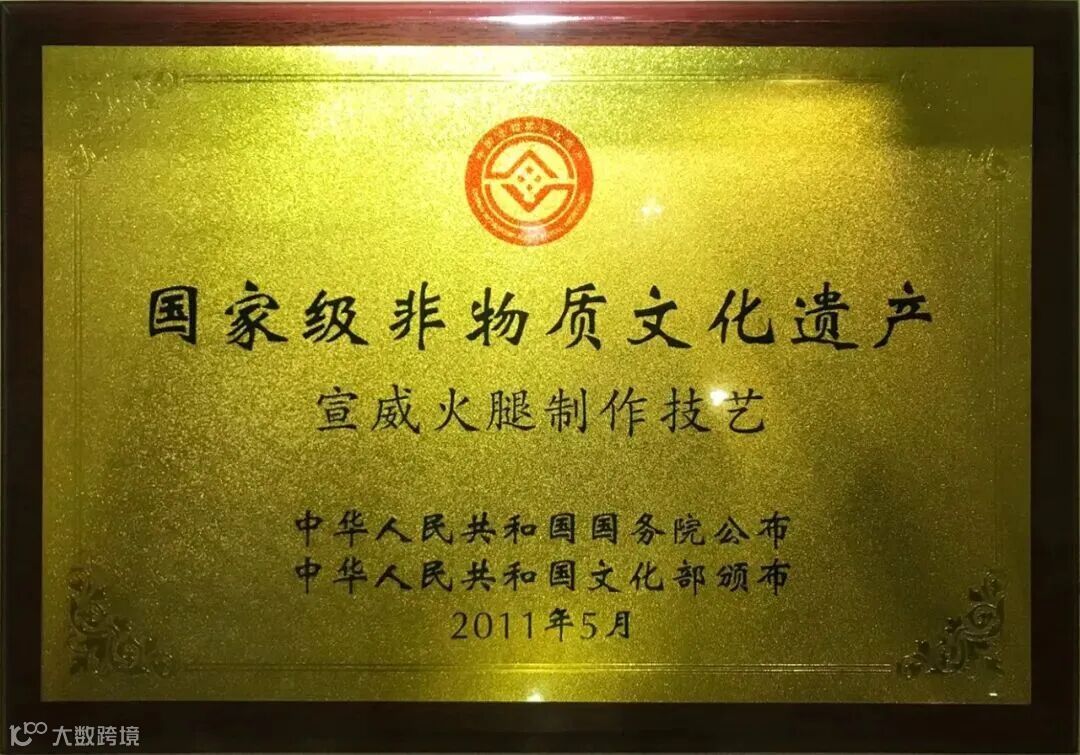 国家级非物质文化遗产
宣威火腿制作技艺
中华人民共和国国务院公布
中华人民共和国文化部颁布
2011年5月
大数跨境